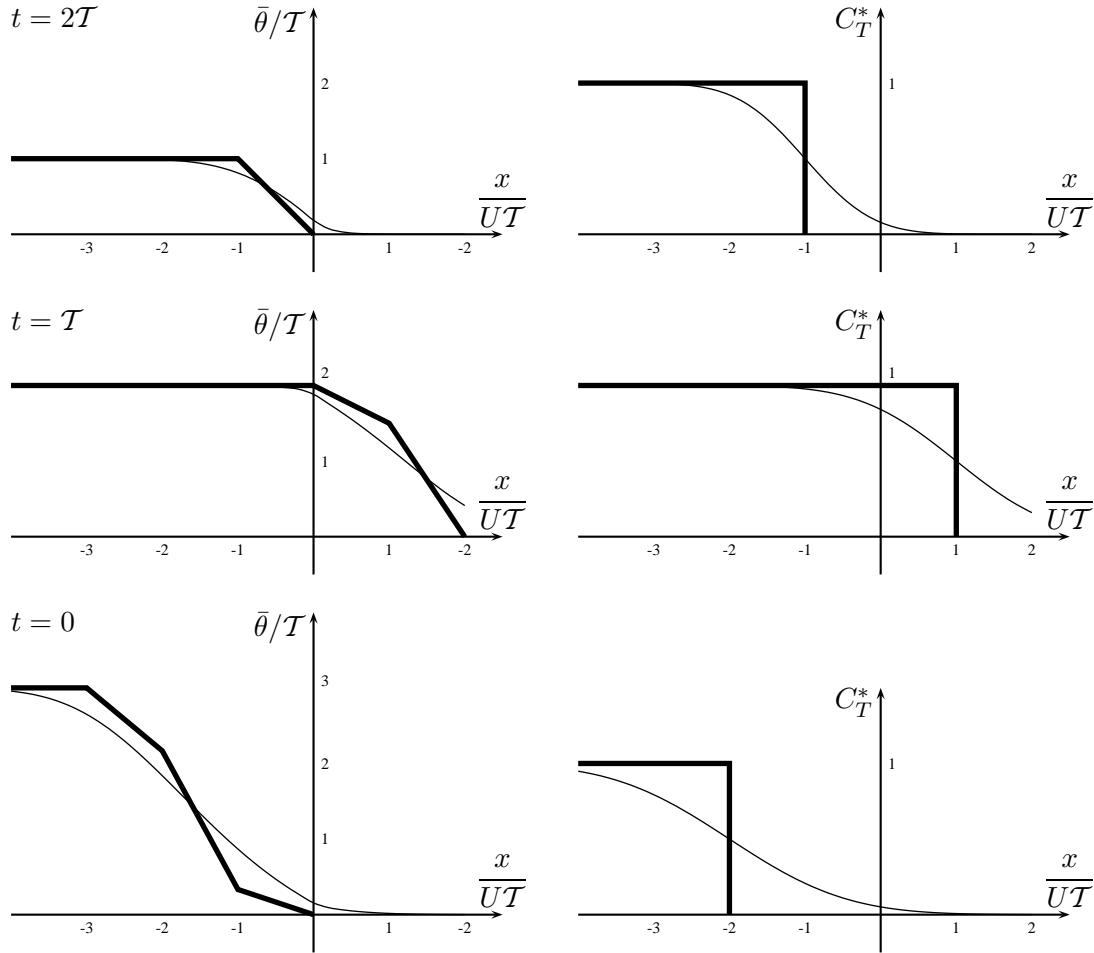 t = 2𝒯
θ̄/𝒯
C*_T
2
1
1
x
x
U𝒯
U𝒯
-3 -2 -1 1 -2
-3 -2 -1 1 2
t = 𝒯
θ̄/𝒯
C*_T
2
1
1
x
x
U𝒯
U𝒯
-3 -2 -1 1 -2
-3 -2 -1 1 2
t = 0
θ̄/𝒯
3
C*_T
2
1
1
x
x
U𝒯
U𝒯
-3 -2 -1 1 -2
-3 -2 -1 1 2